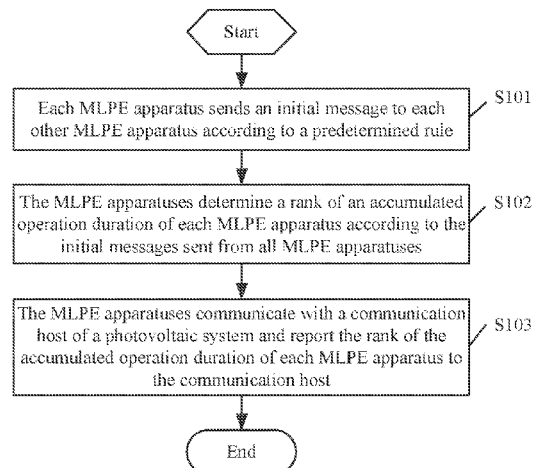 Start
Each MLPE apparatus sends an initial message to each
other MLPE apparatus according to a predetermined rule
S101
The MLPE apparatuses determine a rank of an accumulated
operation duration of each MLPE apparatus according to the
initial messages sent from all MLPE apparatuses
S102
The MLPE apparatuses communicate with a communication
host of a photovoltaic system and report the rank of the
accumulated operation duration of each MLPE apparatus to
the communication host
S103
End